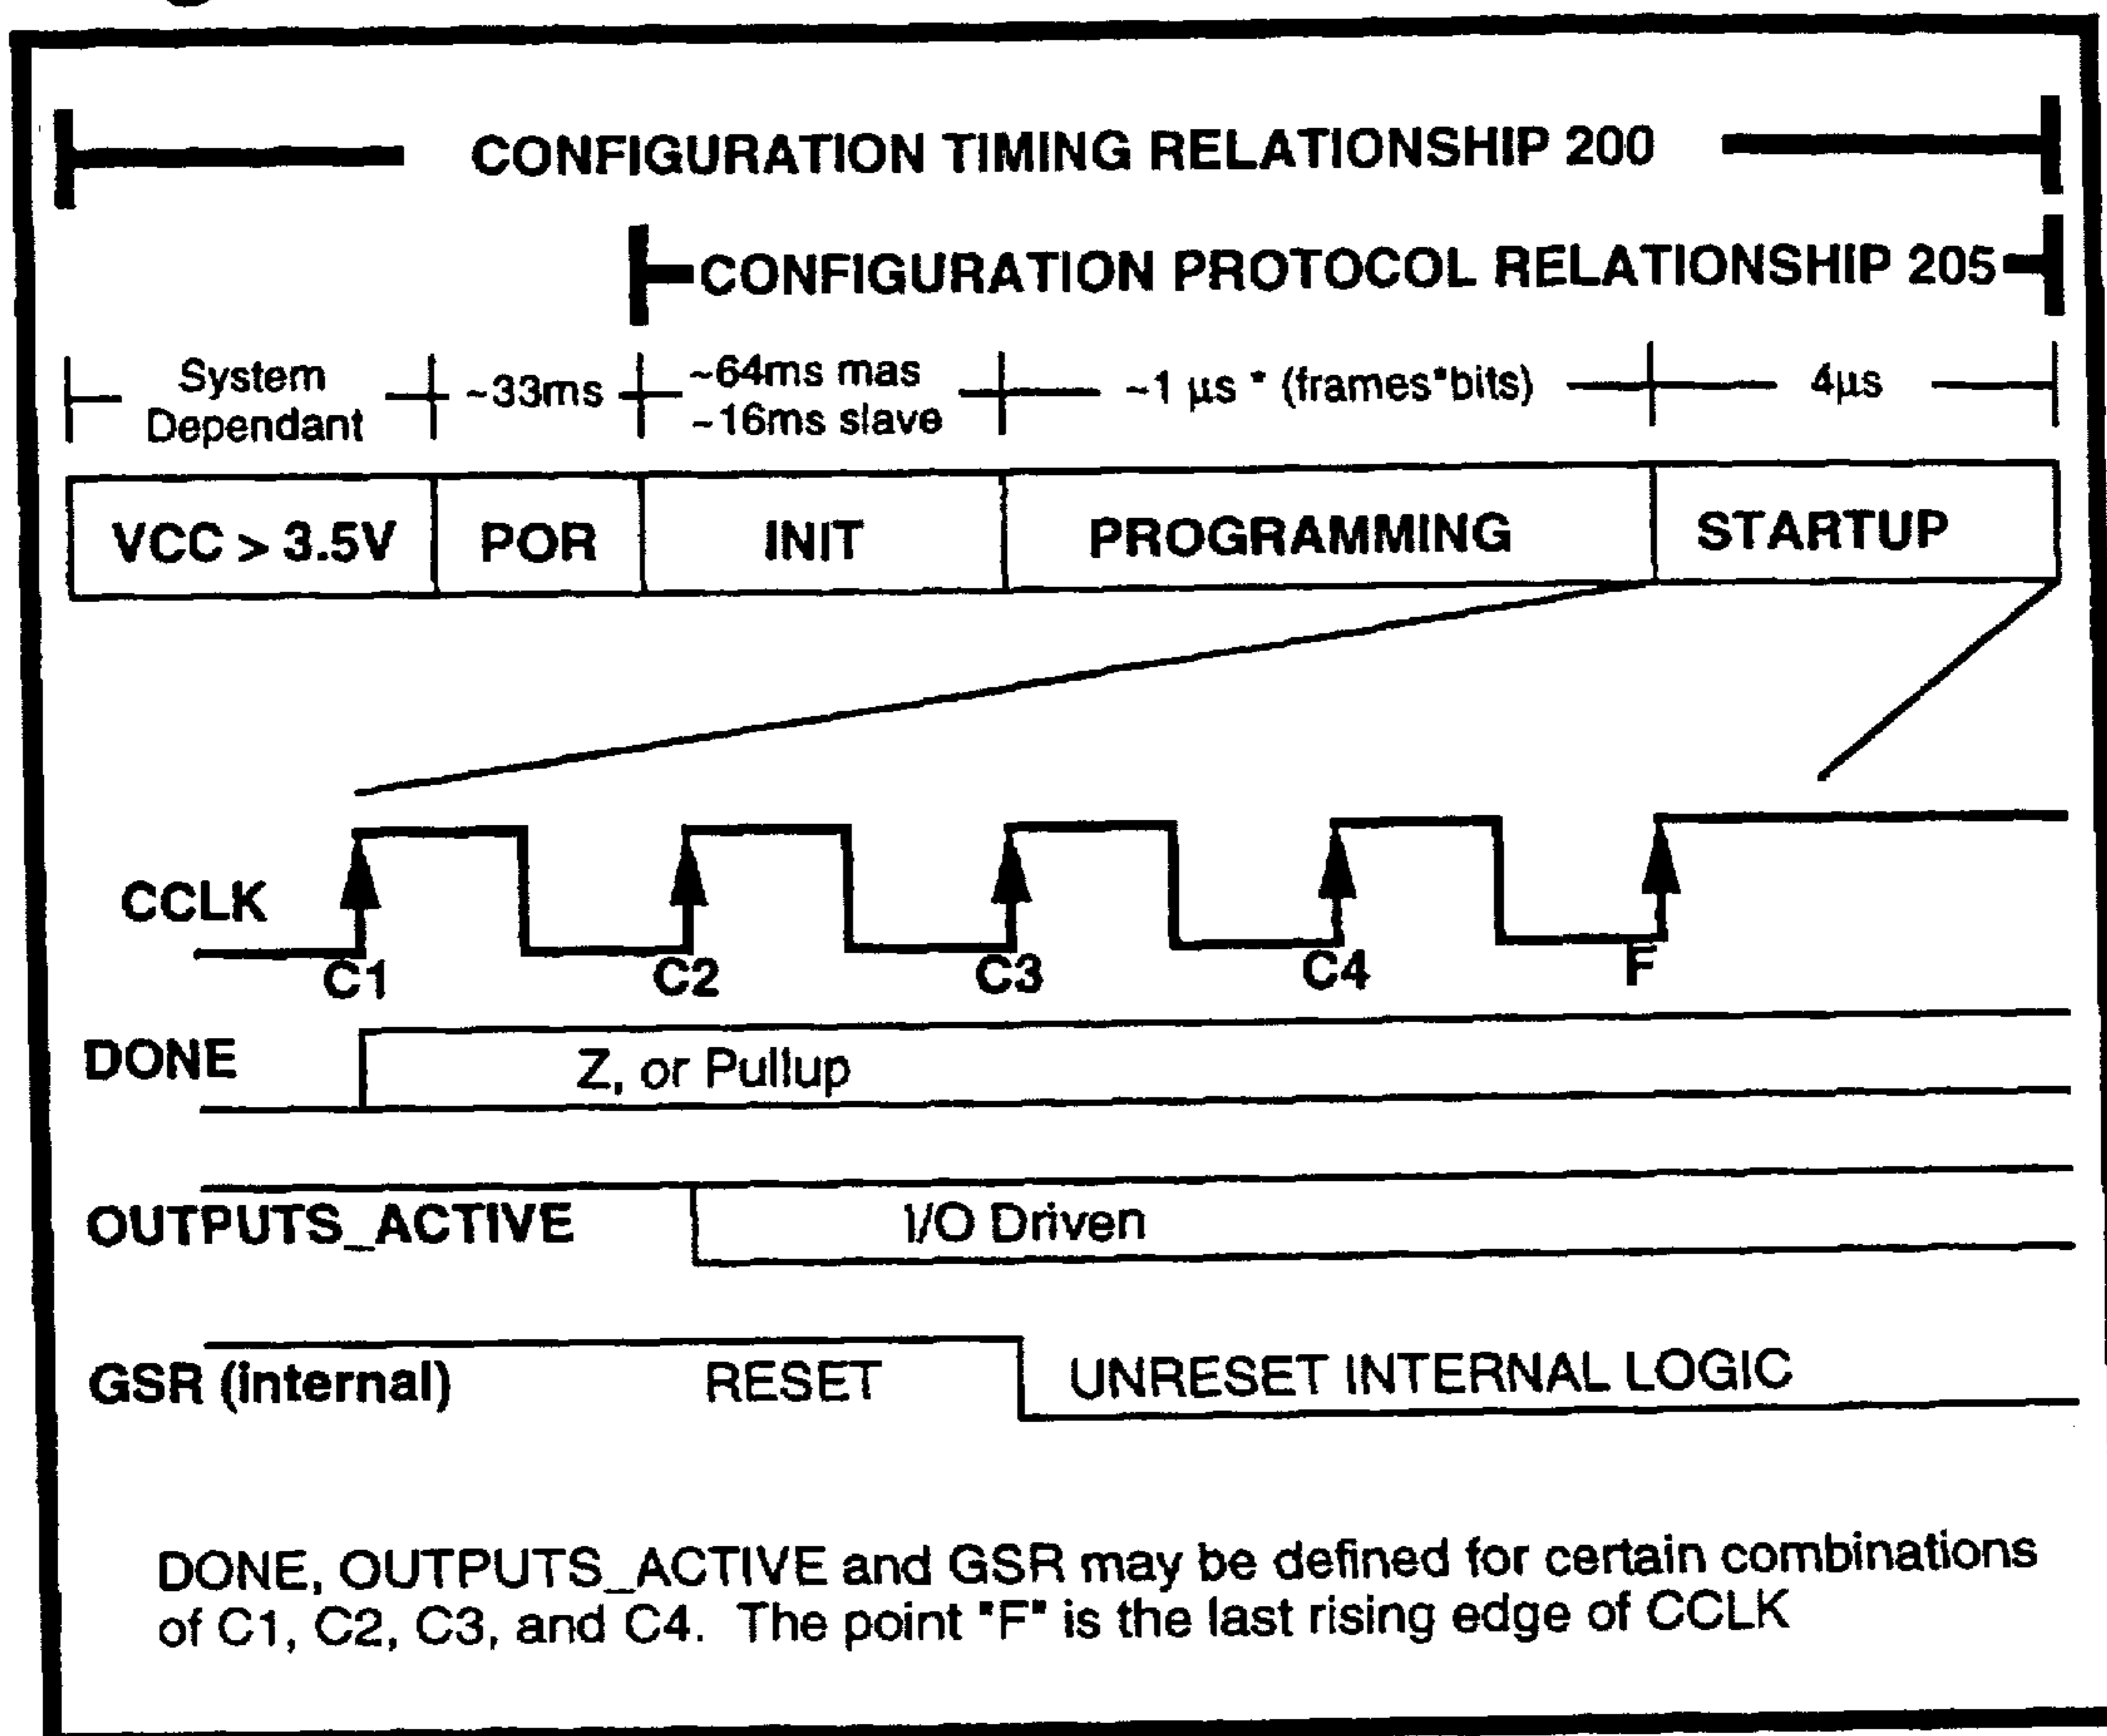 CONFIGURATION TIMING RELATIONSHIP 200
CONFIGURATION PROTOCOL RELATIONSHIP 205
System
Dependant
~33ms
~64ms mas
~16ms slave
~1 µs * (frames*bits)
4µs
VCC > 3.5V
POR
INIT
PROGRAMMING
STARTUP
CCLK
C1
C2
C3
C4
F
DONE
Z, or Pullup
OUTPUTS_ACTIVE
I/O Driven
GSR (internal)
RESET
UNRESET INTERNAL LOGIC
DONE, OUTPUTS_ACTIVE and GSR may be defined for certain combinations
of C1, C2, C3, and C4. The point "F" is the last rising edge of CCLK